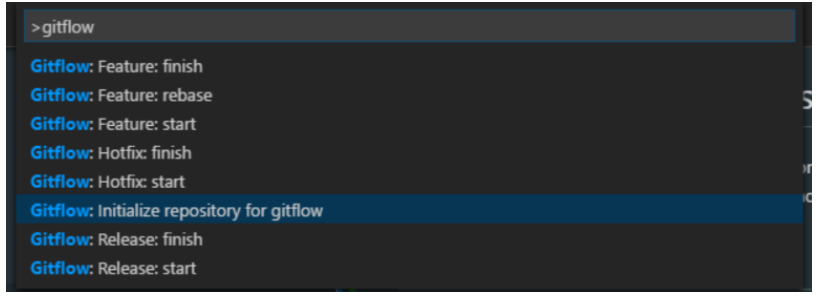 >gitflow
Gitflow: Feature: finish
Gitflow: Feature: rebase
Gitflow: Feature: start
Gitflow: Hotfix: finish
Gitflow: Hotfix: start
Gitflow: Initialize repository for gitflow
Gitflow: Release: finish
Gitflow: Release: start